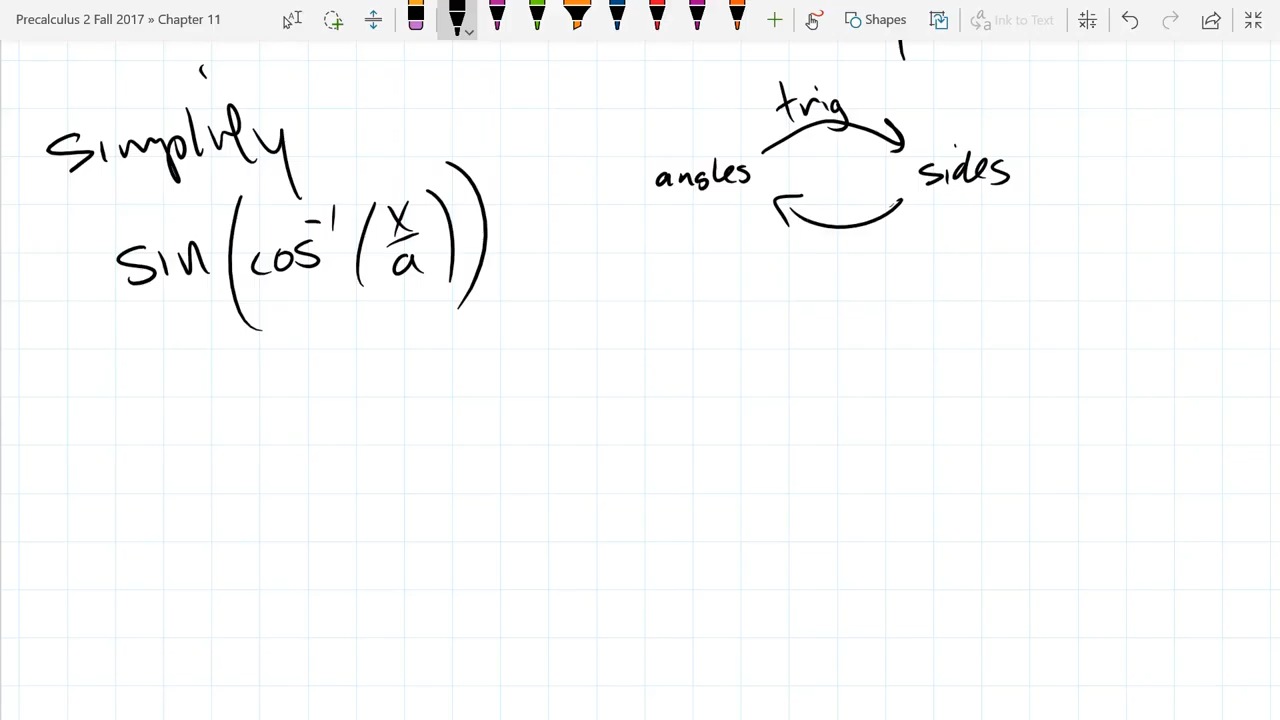 Precalculus 2 Fall 2017 » Chapter 11
Shapes
Ink to Text
Simplify
sin(cos⁻¹(x/a))
trig
angles
sides